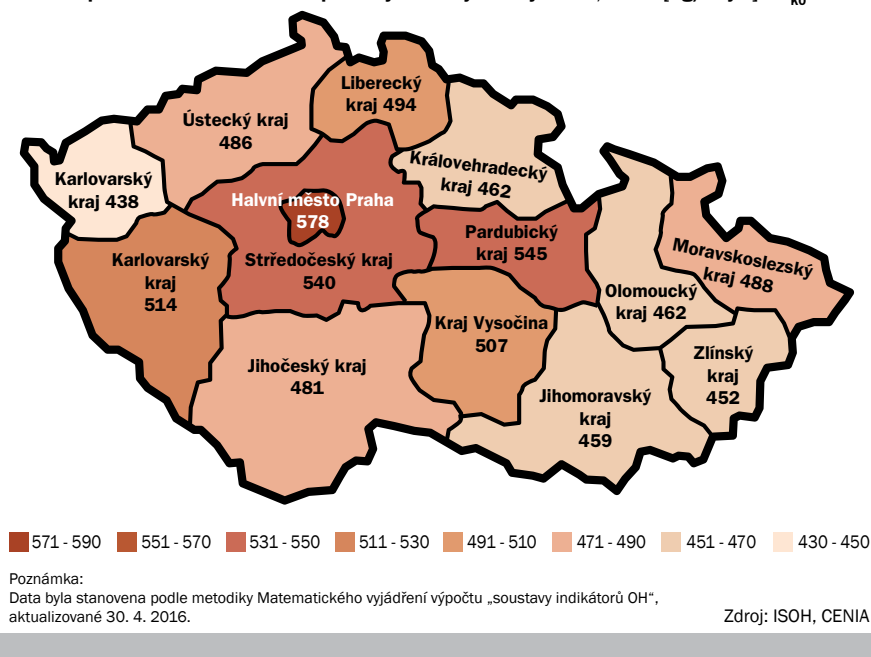 Liberecký
kraj 494
Ústecký kraj
486
Královehradecký
kraj 462
Karlovarský
kraj 438
Halvní město Praha
578
Pardubický
kraj 545
Moravskoslezský
kraj 488
Karlovarský
kraj
514
Strředočeský kraj
540
Olomoucký
kraj 462
Kraj Vysočina
507
Zlínský
kraj
452
Jihočeský kraj
481
Jihomoravský
kraj
459
571 - 590
551 - 570
531 - 550
511 - 530
491 - 510
471 - 490
451 - 470
430 - 450
Poznámka:
Data byla stanovena podle metodiky Matematického vyjádření výpočtu „soustavy indikátorů OH“,
aktualizované 30. 4. 2016.
Zdroj: ISOH, CENIA